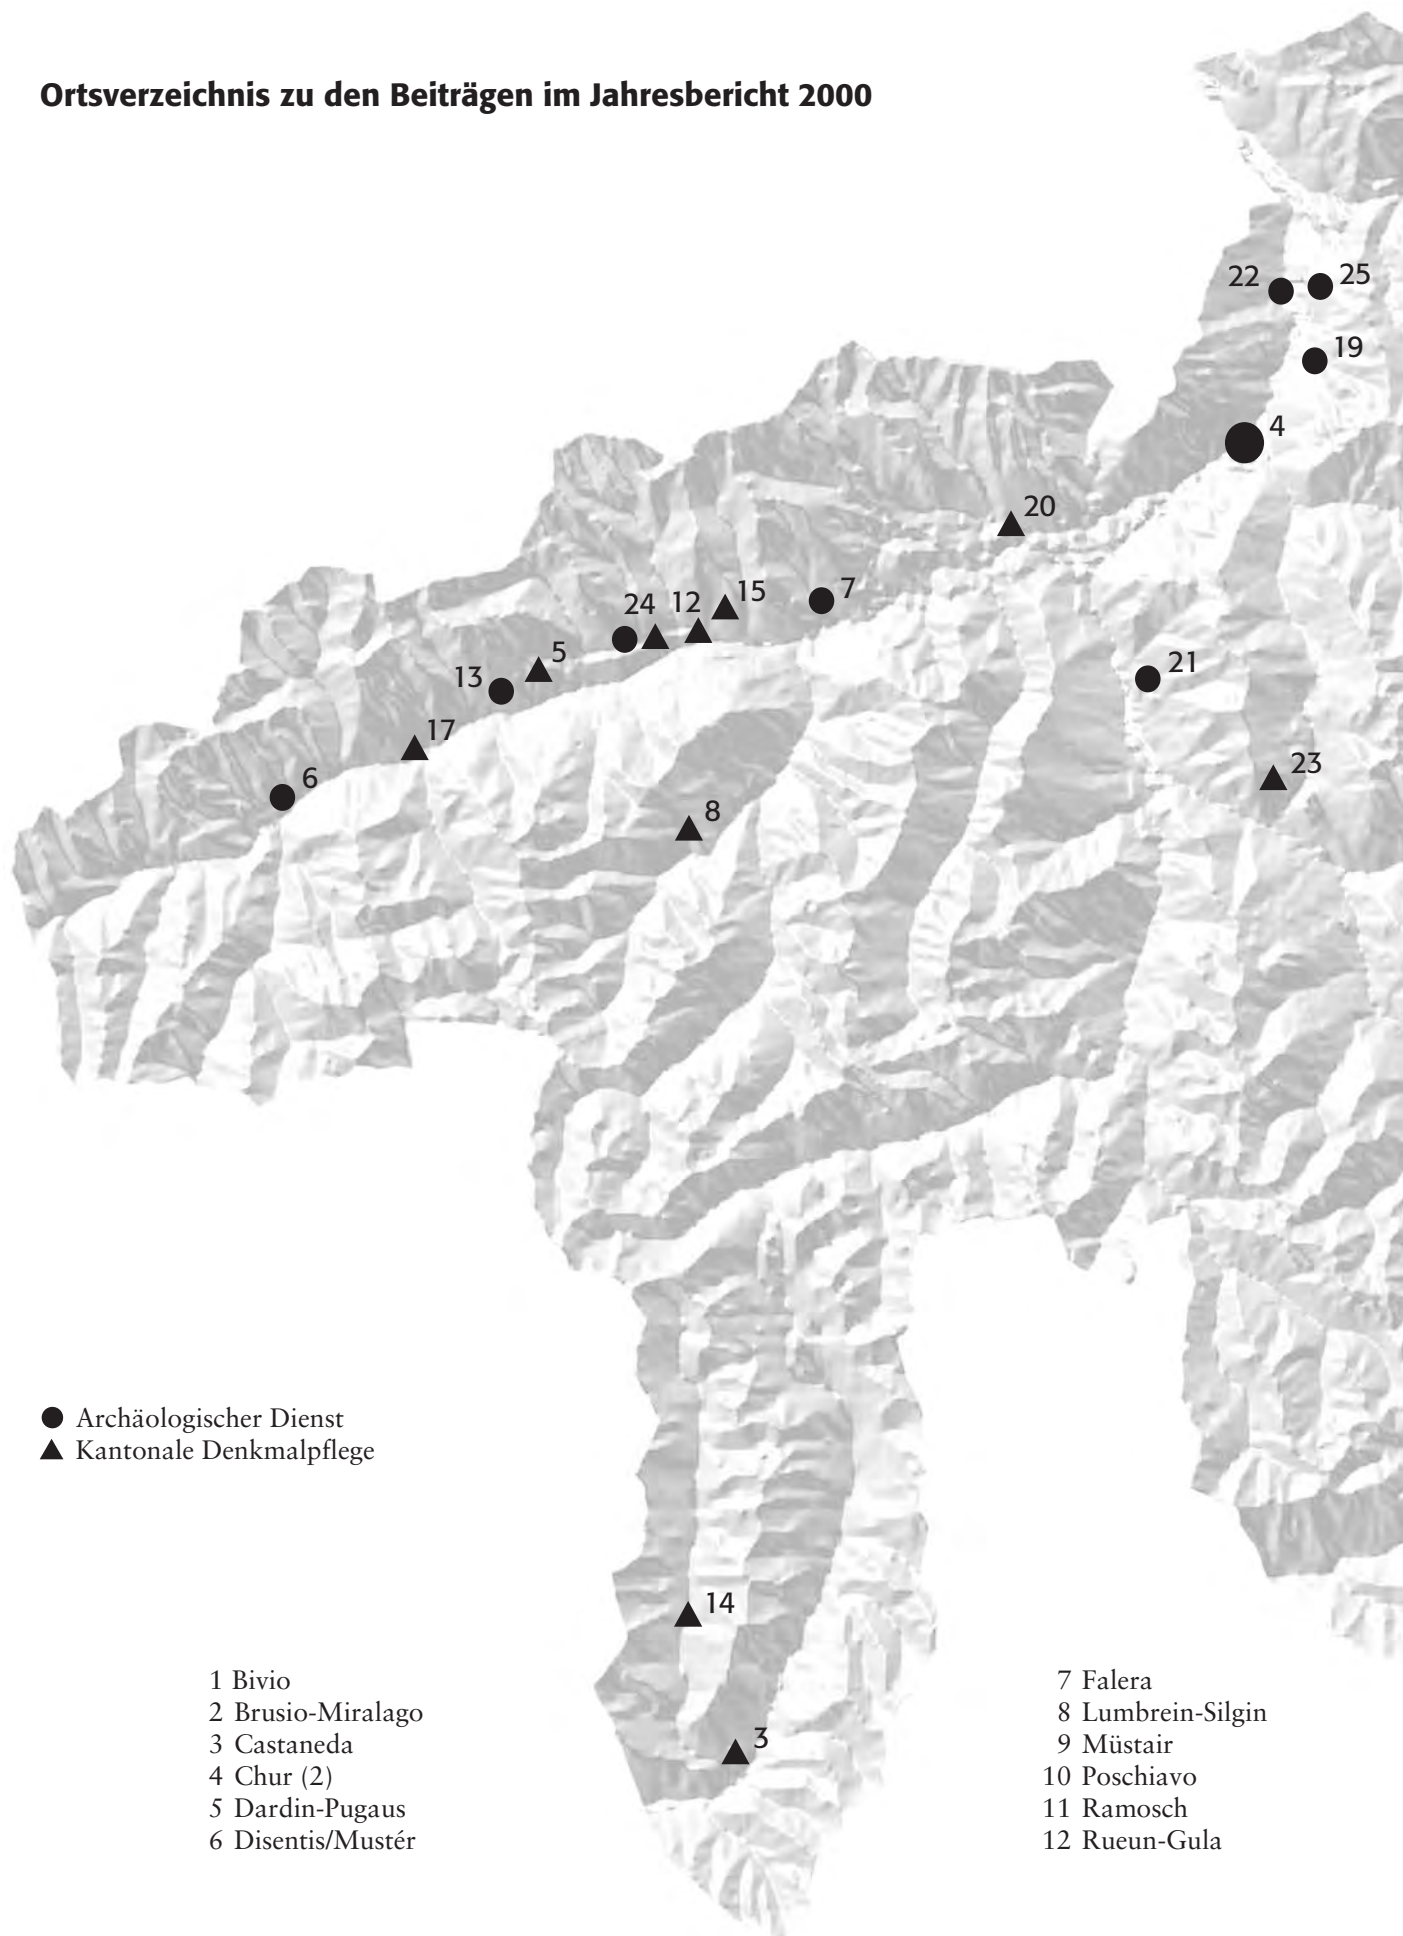 Ortsverzeichnis zu den Beiträgen im Jahresbericht 2000
22
25
19
4
20
7
15
12
24
5
13
21
17
23
6
8
Archäologischer Dienst
Kantonale Denkmalpflege
14
3
1 Bivio
2 Brusio-Miralago
3 Castaneda
4 Chur (2)
5 Dardin-Pugaus
6 Disentis/Mustér
7 Falera
8 Lumbrein-Silgin
9 Müstair
10 Poschiavo
11 Ramosch
12 Rueun-Gula